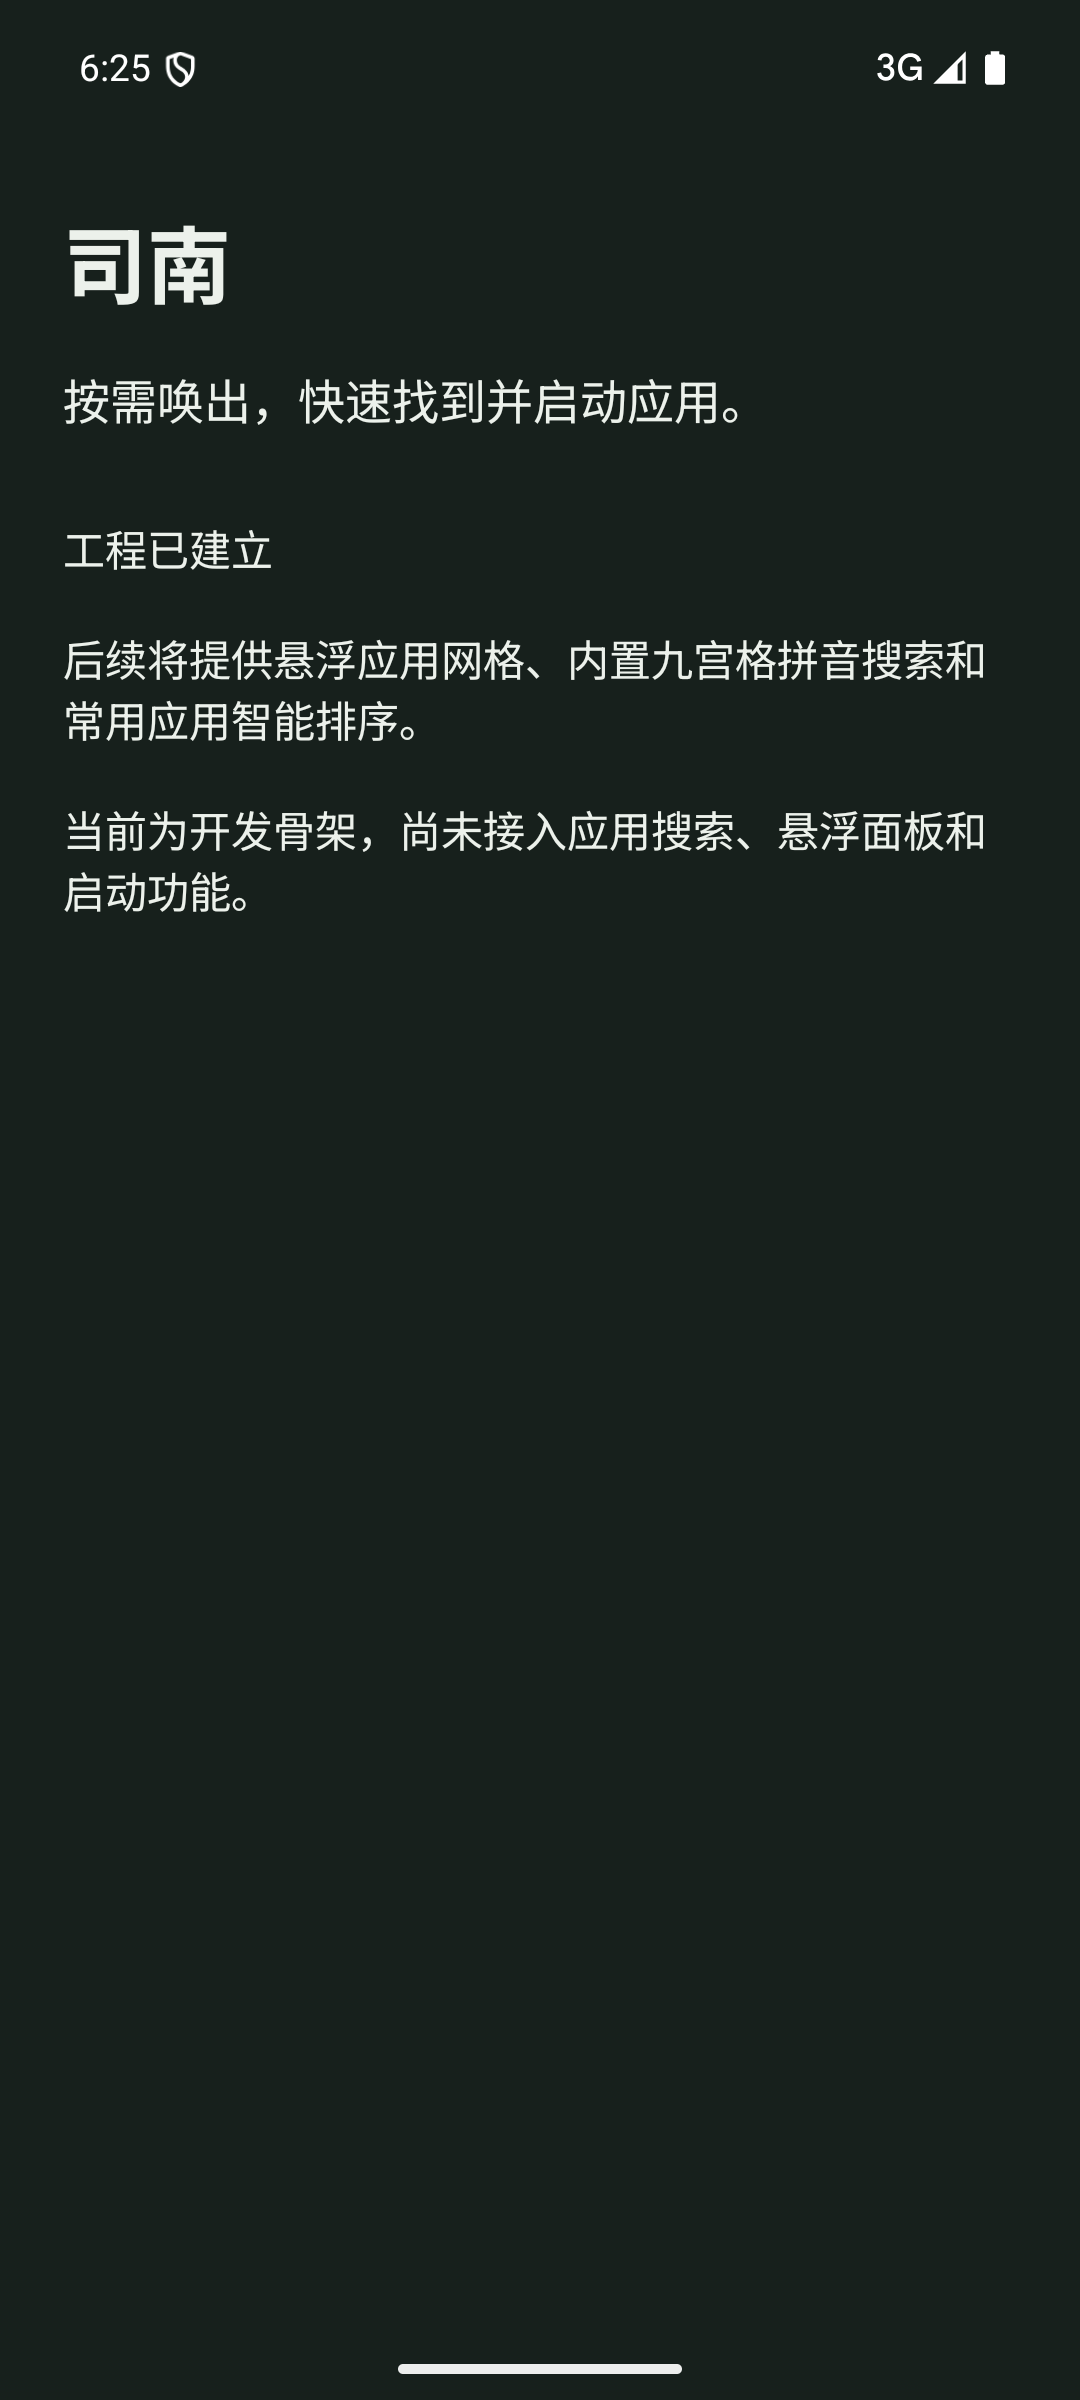 6:25
3G
司南
按需唤出，快速找到并启动应用。
工程已建立
后续将提供悬浮应用网格、内置九宫格拼音搜索和
常用应用智能排序。
当前为开发骨架，尚未接入应用搜索、悬浮面板和
启动功能。